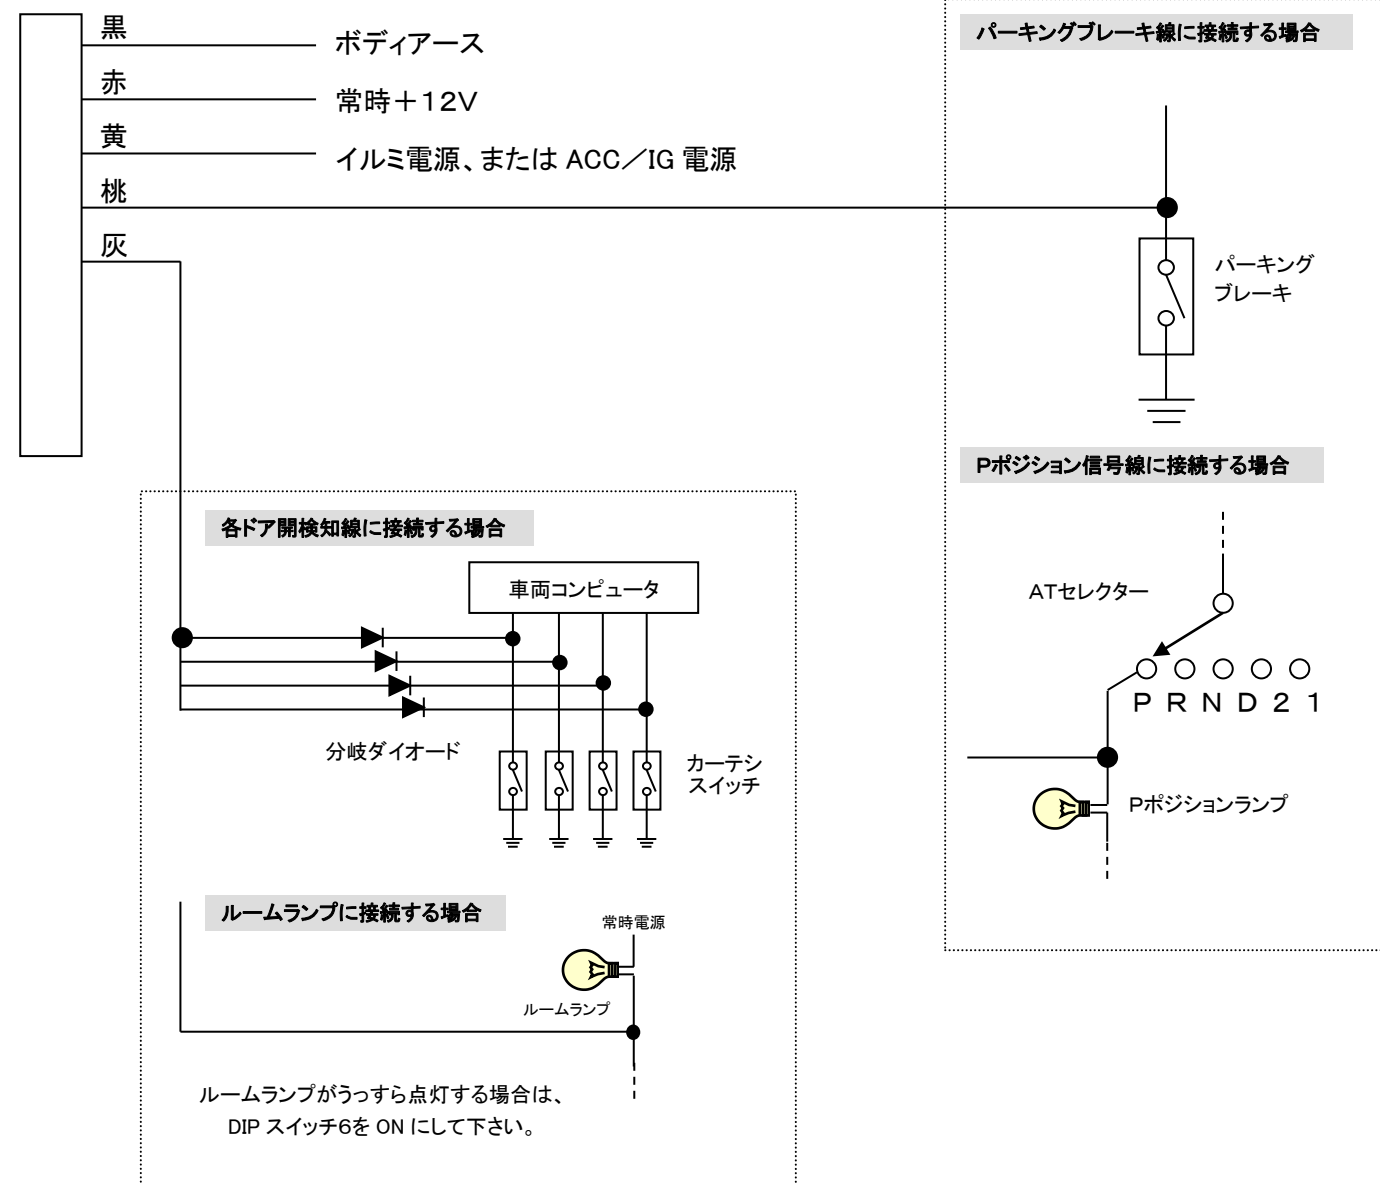 黒
ボディアース
赤
常時＋１２V
黄
イルミ電源、または ACC／IG 電源
桃
灰
パーキングブレーキ線に接続する場合
パーキング
ブレーキ
Ｐポジション信号線に接続する場合
ＡＴセレクター
Ｐ Ｒ Ｎ Ｄ ２ １
Ｐポジションランプ
各ドア開検知線に接続する場合
車両コンピュータ
分岐ダイオード
カーテシ
スイッチ
ルームランプに接続する場合
常時電源
ルームランプ
ルームランプがうっすら点灯する場合は、
DIP スイッチ６を ON にして下さい。